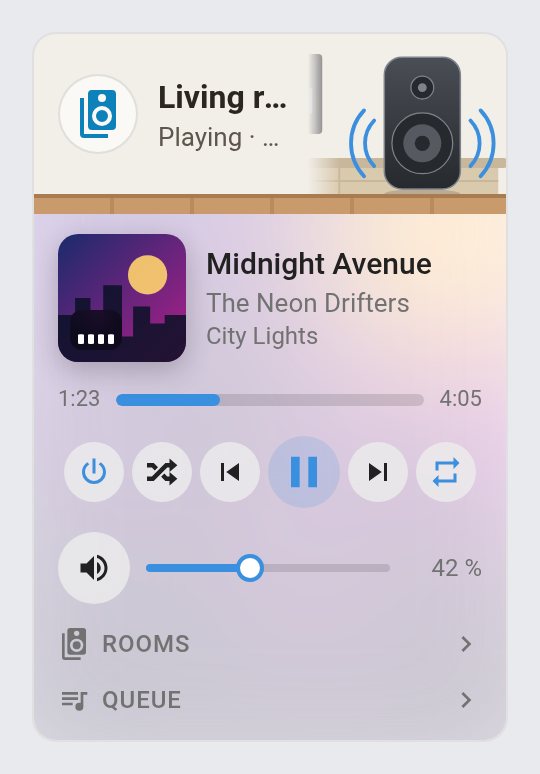 Living r…
Playing · …
Midnight Avenue
The Neon Drifters
City Lights
1:23
4:05
42 %
ROOMS
QUEUE